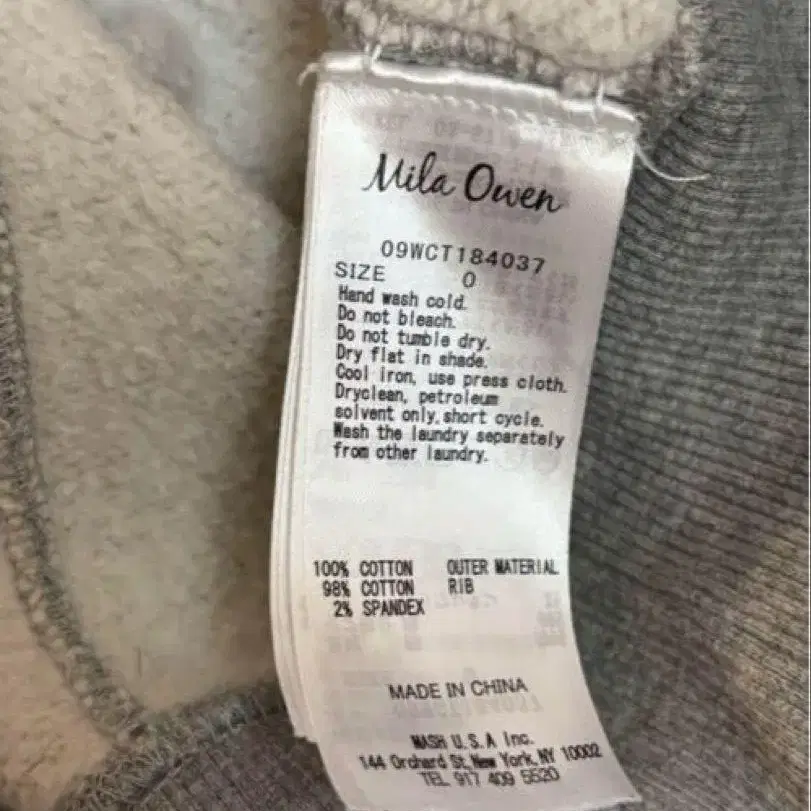 Mila Owen
09WCT184037
SIZE 0
Hand wash cold.
Do not bleach.
Do not tumble dry.
Dry flat in shade.
Cool iron, use press cloth.
Dryclean, petroleum
solvent only, short cycle.
Wash the laundry separately
from other laundry.
100% COTTON OUTER MATERIAL
98% COTTON RIB
2% SPANDEX
MADE IN CHINA
MASH U.S.A Inc.
144 Orchard St, New York, NY 10002
TEL 917 409 5520